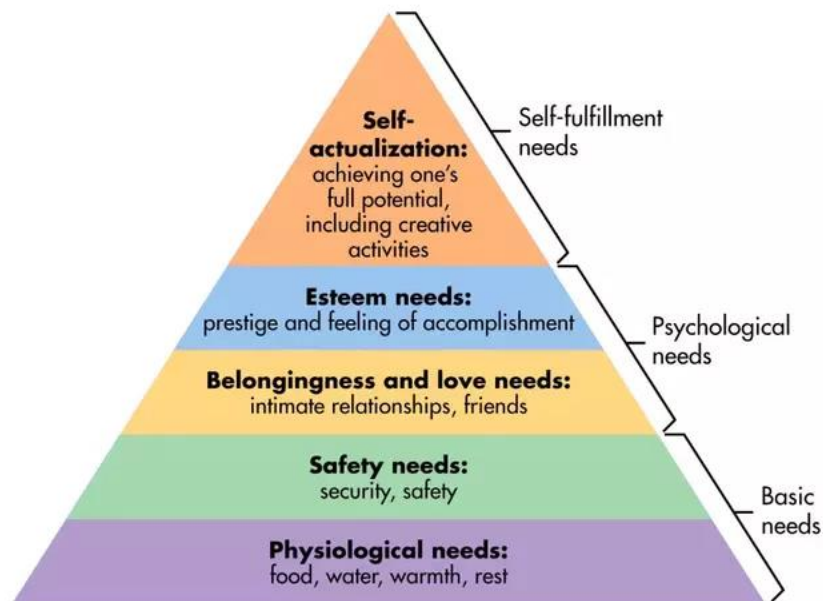 Self-
actualization:
achieving one's
full potential,
including creative
activities
Self-fulfillment
needs
Esteem needs:
prestige and feeling of accomplishment
Psychological
needs
Belongingness and love needs:
intimate relationships, friends
Safety needs:
security, safety
Basic
needs
Physiological needs:
food, water, warmth, rest